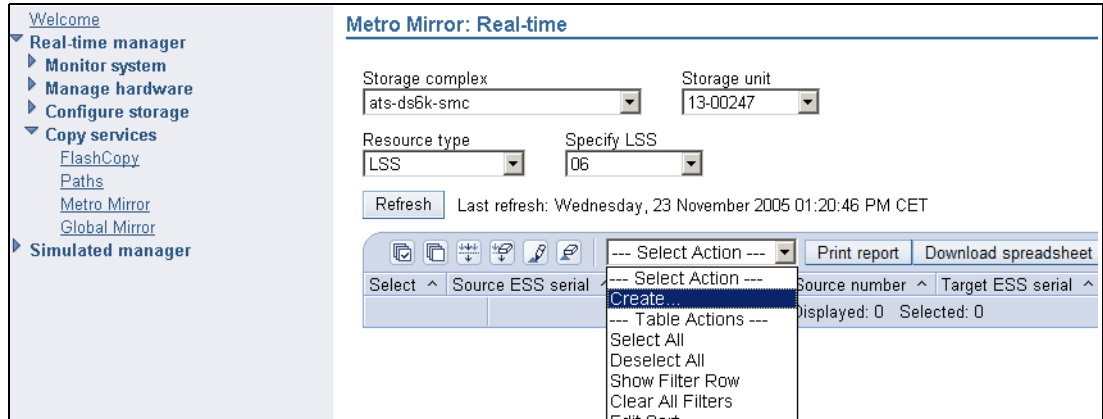 Welcome
Real-time manager
Monitor system
Manage hardware
Configure storage
Copy services
FlashCopy
Paths
Metro Mirror
Global Mirror
Simulated manager
Metro Mirror: Real-time
Storage complex Storage unit
ats-ds6k-smc 13-00247
Resource type Specify LSS
LSS 06
Refresh Last refresh: Wednesday, 23 November 2005 01:20:46 PM CET
--- Select Action --- Print report Download spreadsheet
Select ^ Source ESS serial Source number ^ Target ESS serial ^
Displayed: 0 Selected: 0
--- Select Action ---
Create...
--- Table Actions ---
Select All
Deselect All
Show Filter Row
Clear All Filters